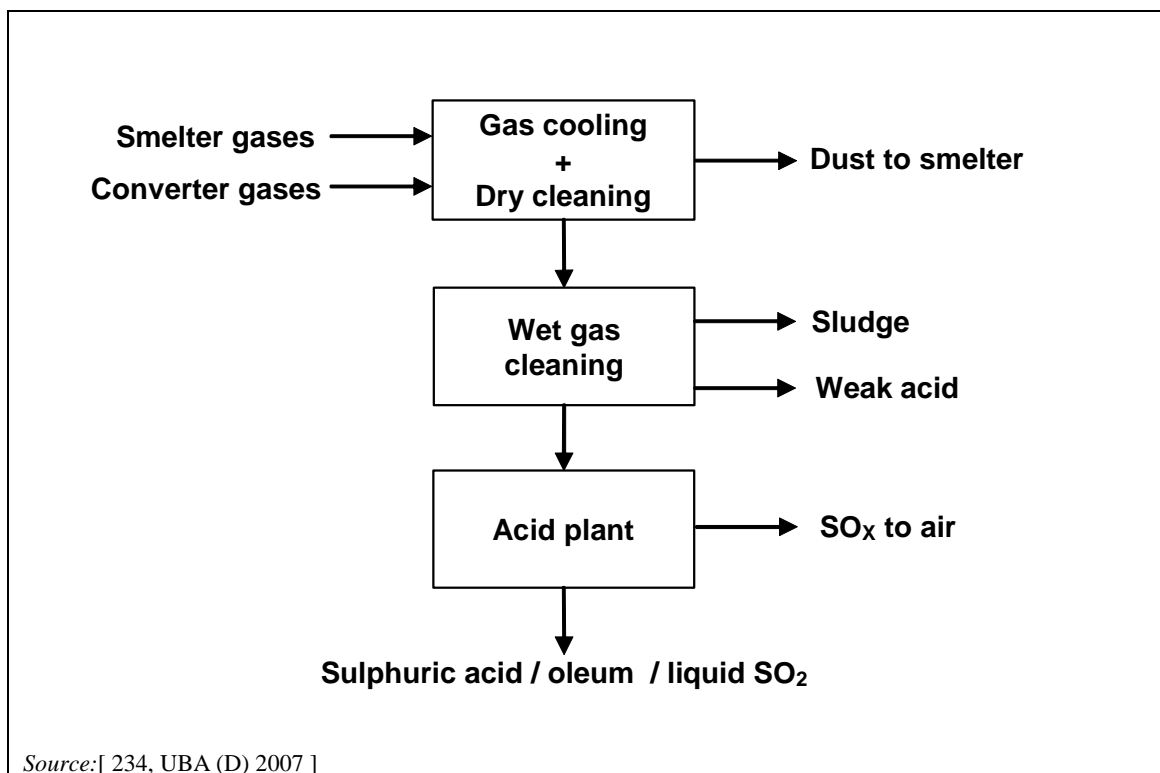 Smelter gases
Converter gases
Gas cooling
+
Dry cleaning
Dust to smelter
Wet gas
cleaning
Sludge
Weak acid
Acid plant
SOX to air
Sulphuric acid / oleum / liquid SO2
Source:[ 234, UBA (D) 2007 ]